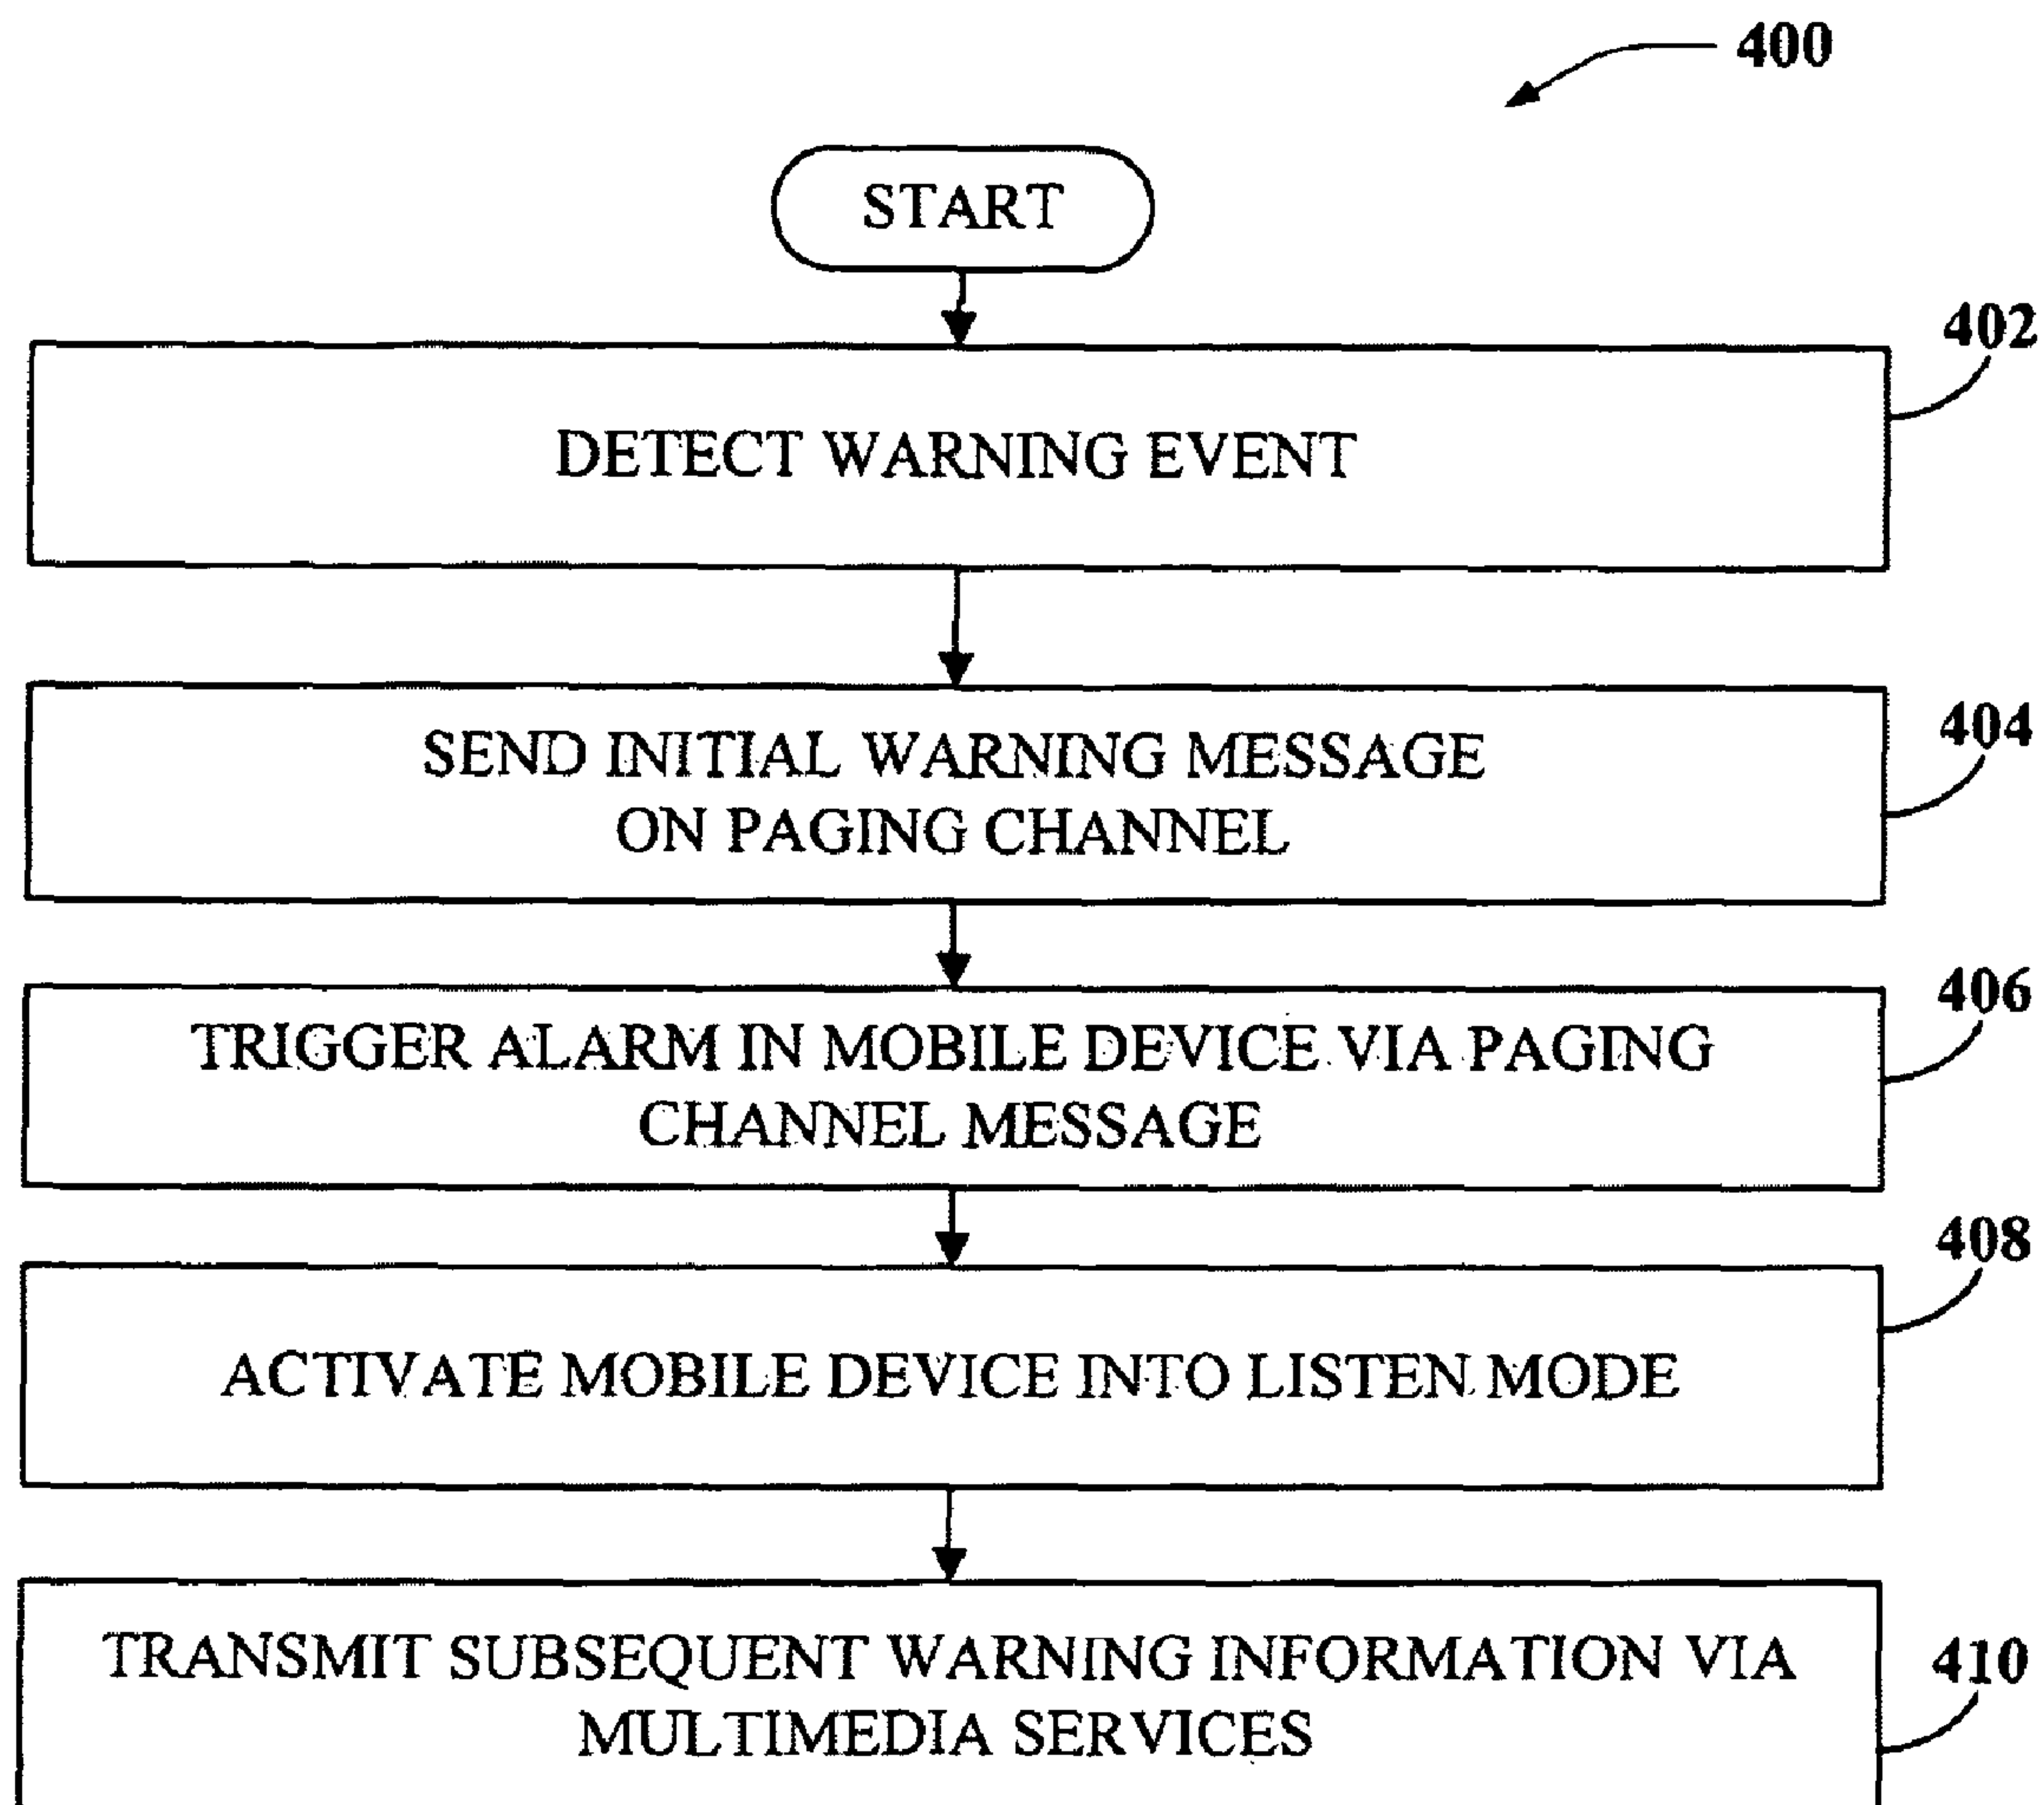 400
START
402
DETECT WARNING EVENT
404
SEND INITIAL WARNING MESSAGE
ON PAGING CHANNEL
406
TRIGGER ALARM IN MOBILE DEVICE VIA PAGING
CHANNEL MESSAGE
408
ACTIVATE MOBILE DEVICE INTO LISTEN MODE
410
TRANSMIT SUBSEQUENT WARNING INFORMATION VIA
MULTIMEDIA SERVICES